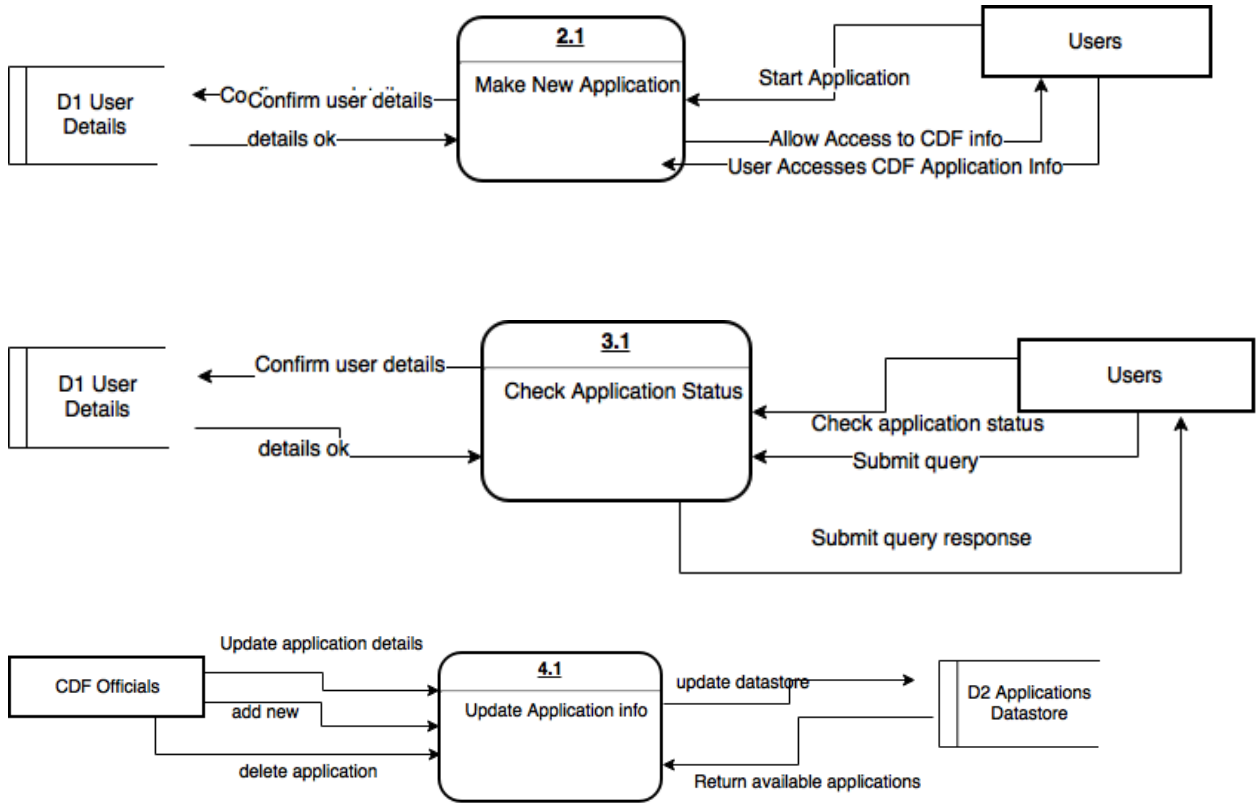 2.1
Make New Application
Users
D1 User
Details
Confirm user details
details ok
Start Application
Allow Access to CDF info
User Accesses CDF Application Info
3.1
Check Application Status
Users
D1 User
Details
Confirm user details
details ok
Check application status
Submit query
Submit query response
CDF Officials
Update application details
add new
delete application
4.1
Update Application info
update datastore
Return available applications
D2 Applications
Datastore